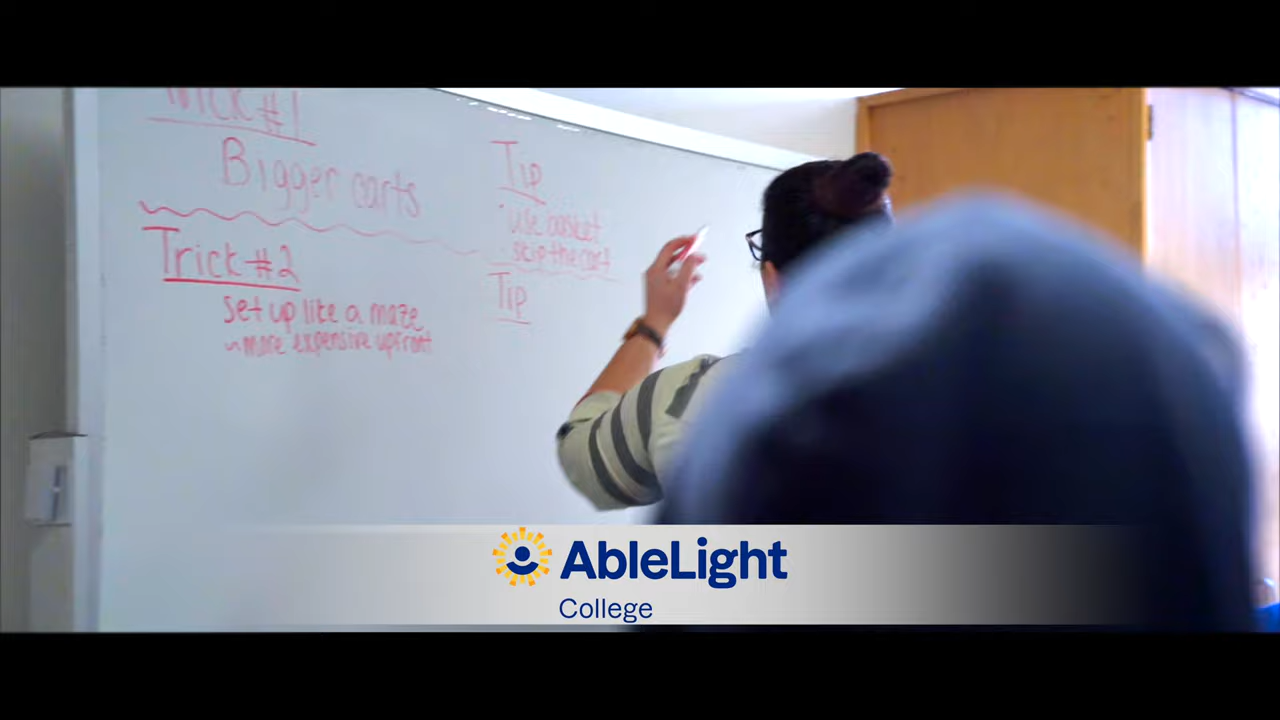 Trick #1
Bigger carts
Trick #2
set up like a maze
more expensive upfront
Tip
use basket
skip the cart
Tip
AbleLight
College